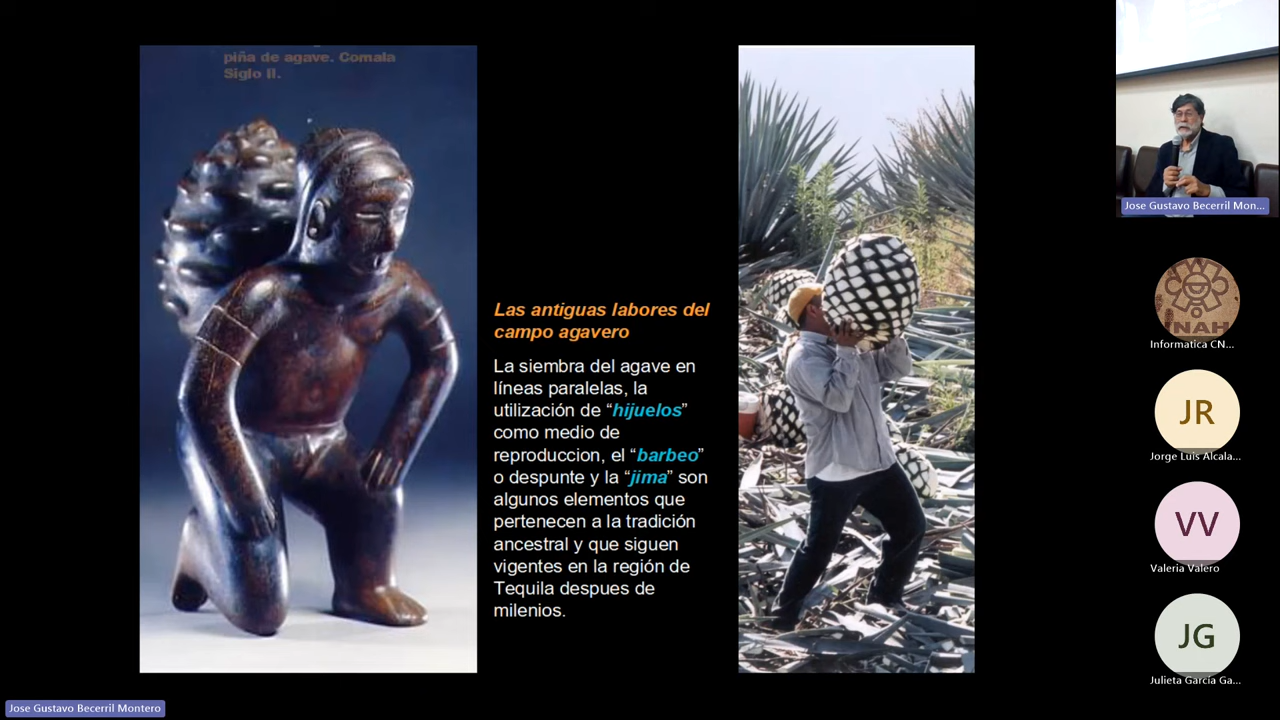 piña de agave. Comala
Siglo II.
Las antiguas labores del
campo agavero
La siembra del agave en
líneas paralelas, la
utilización de “hijuelos”
como medio de
reproduccion, el “barbeo”
o despunte y la “jima” son
algunos elementos que
pertenecen a la tradición
ancestral y que siguen
vigentes en la región de
Tequila despues de
milenios.
Jose Gustavo Becerril Mon...
INAH
Informatica CN...
JR
Jorge Luis Alcala...
VV
Valeria Valero
JG
Julieta García Ga...
Jose Gustavo Becerril Montero